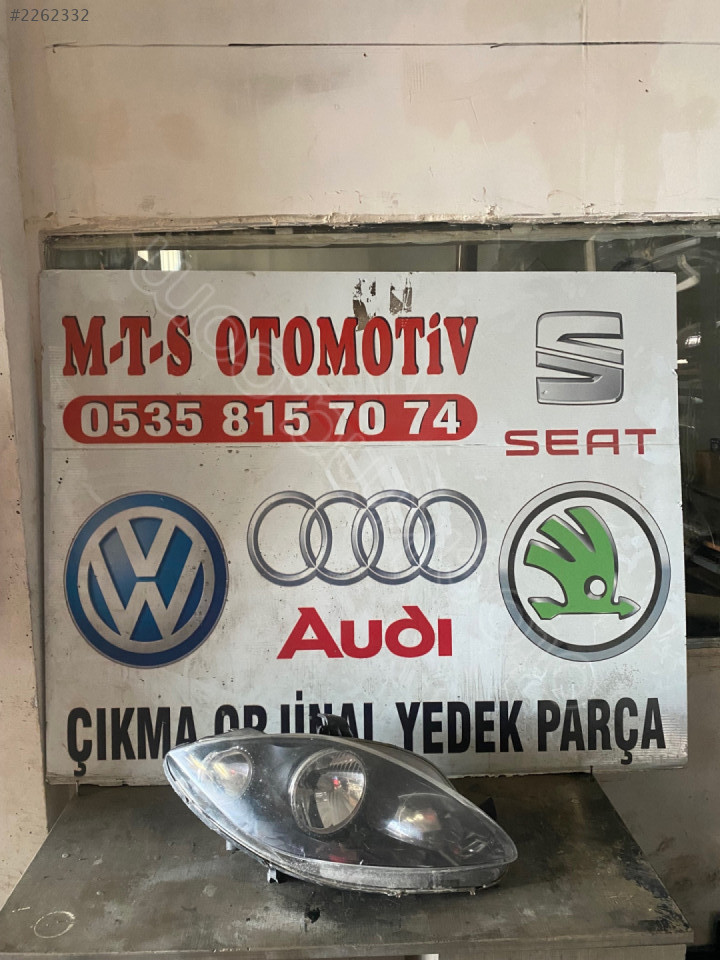 #2262332
M-T-S OTOMOTİV
0535 815 70 74
SEAT
Audi
ÇIKMA ORJİNAL YEDEK PARÇA